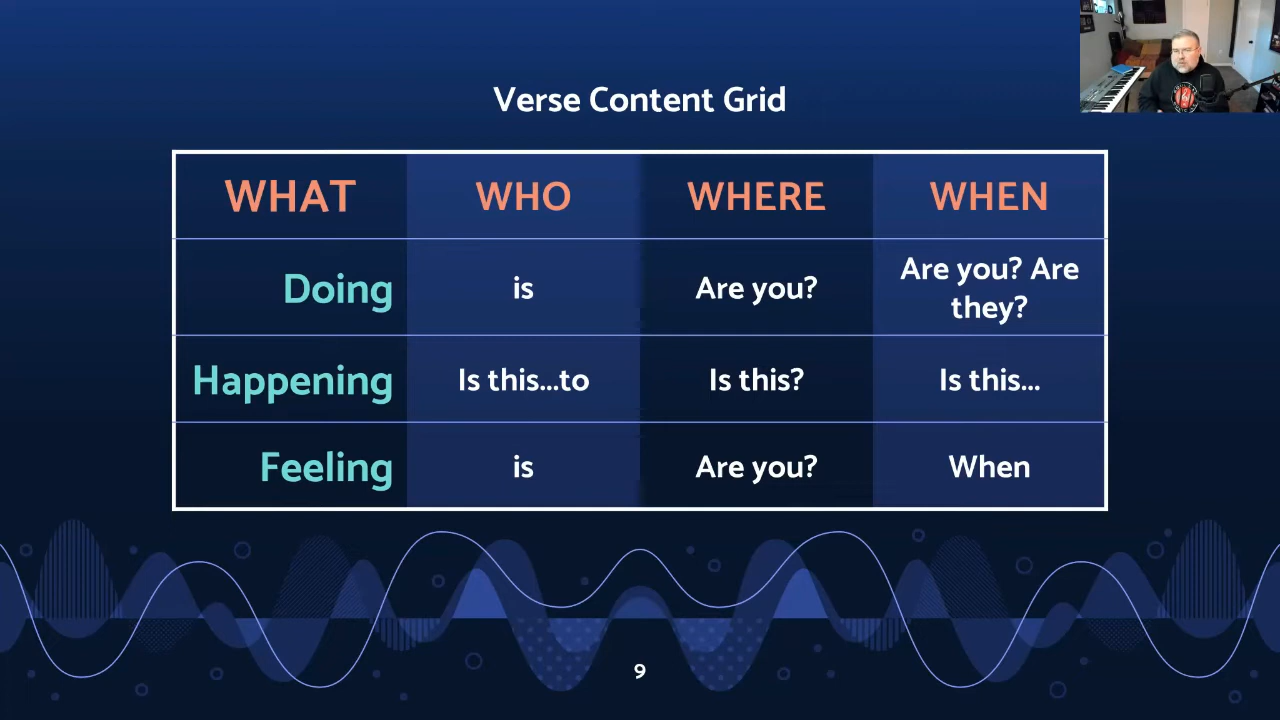 Verse Content Grid
WHAT WHO WHERE WHEN
Doing is Are you? Are you? Are
they?
Happening Is this...to Is this? Is this...
Feeling is Are you? When
9